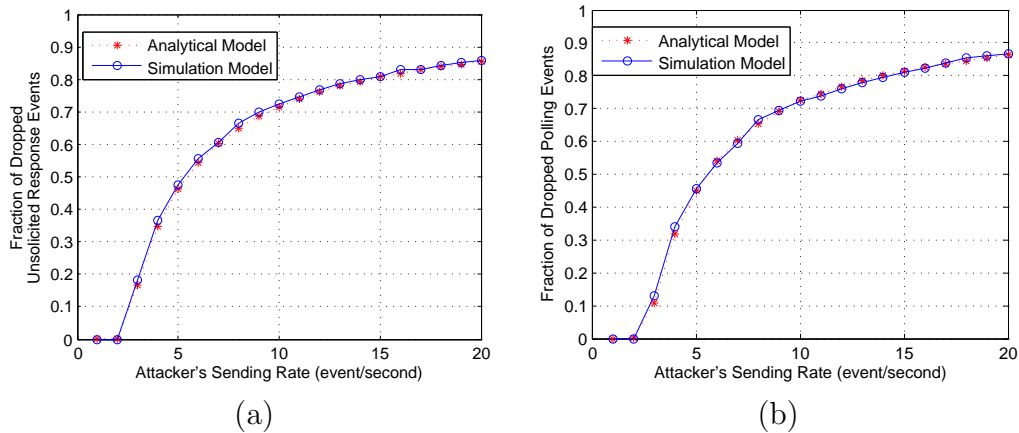 1
0.9
0.8
0.7
0.6
0.5
0.4
0.3
0.2
0.1
0
Fraction of Dropped
Unsolicited Response Events
Analytical Model
Simulation Model
0 5 10 15 20
Attacker's Sending Rate (event/second)
(a)
1
0.9
0.8
0.7
0.6
0.5
0.4
0.3
0.2
0.1
0
Fraction of Dropped Polling Events
Analytical Model
Simulation Model
0 5 10 15 20
Attacker's Sending Rate (event/second)
(b)